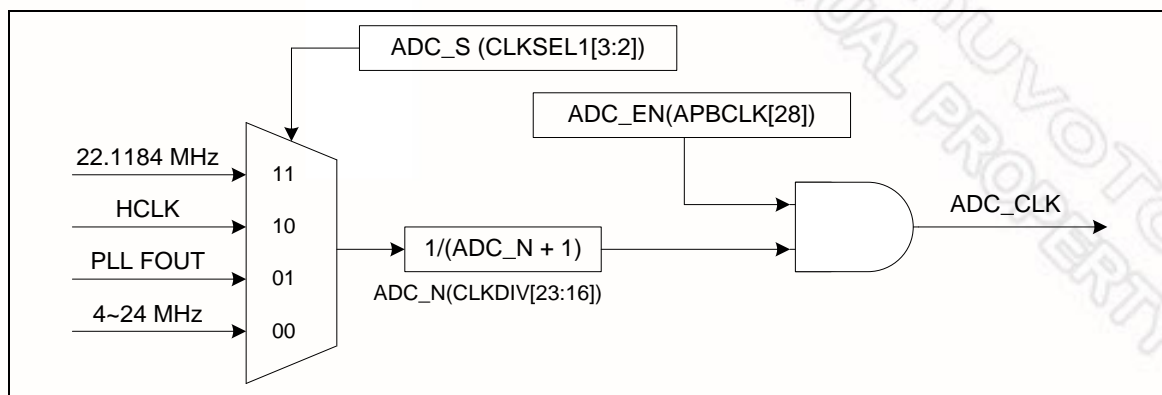 ADC_S (CLKSEL1[3:2])
ADC_EN(APBCLK[28])
22.1184 MHz
11
HCLK
10
PLL FOUT
01
4~24 MHz
00
1/(ADC_N + 1)
ADC_N(CLKDIV[23:16])
ADC_CLK